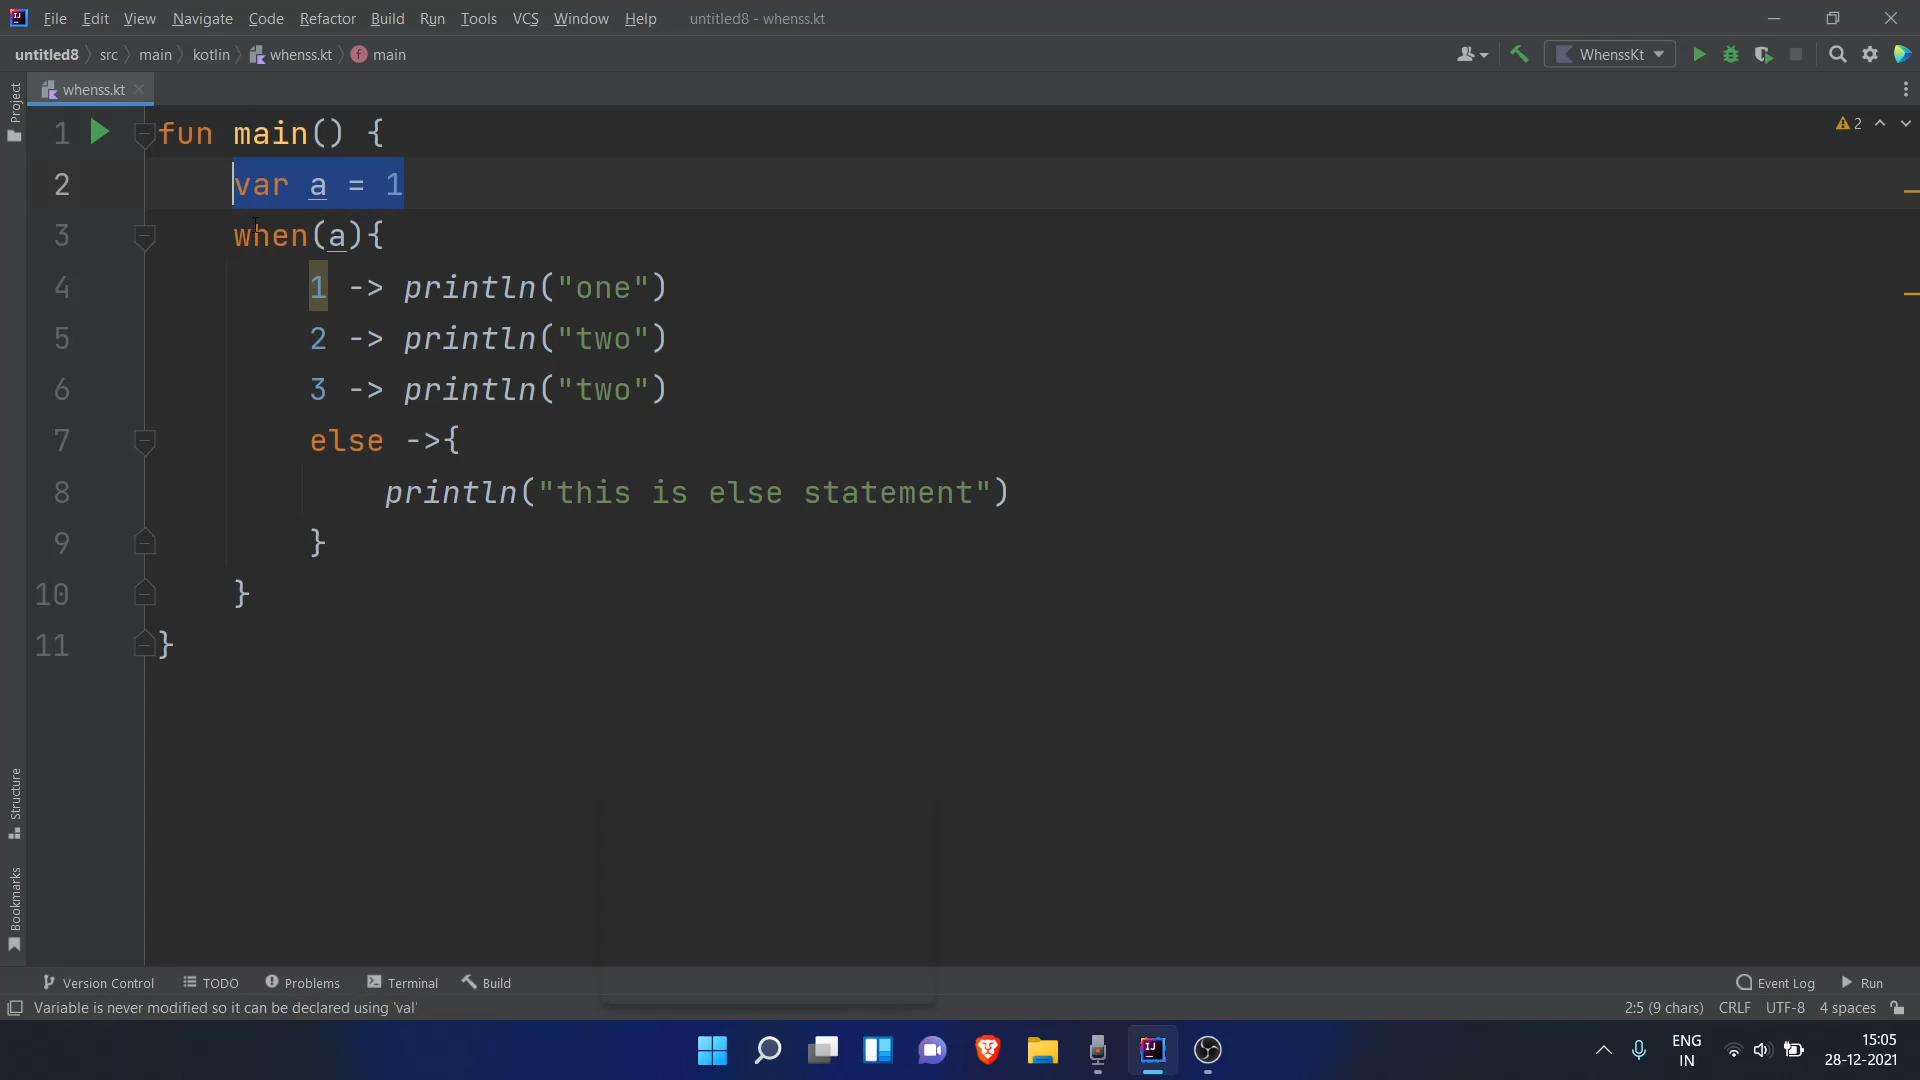 File Edit View Navigate Code Refactor Build Run Tools VCS Window Help untitled8 - whenss.kt
untitled8 src main kotlin whenss.kt main WhenssKt
whenss.kt
Project
1 fun main() { 2
2 var a = 1
3 when(a){
4 1 -> println("one")
5 2 -> println("two")
6 3 -> println("two")
7 else ->{
8 println("this is else statement")
9 }
10 }
11 }
Structure
Bookmarks
Version Control TODO Problems Terminal Build Event Log Run
Variable is never modified so it can be declared using 'val' 2:5 (9 chars) CRLF UTF-8 4 spaces
ENG 15:05
IN 28-12-2021